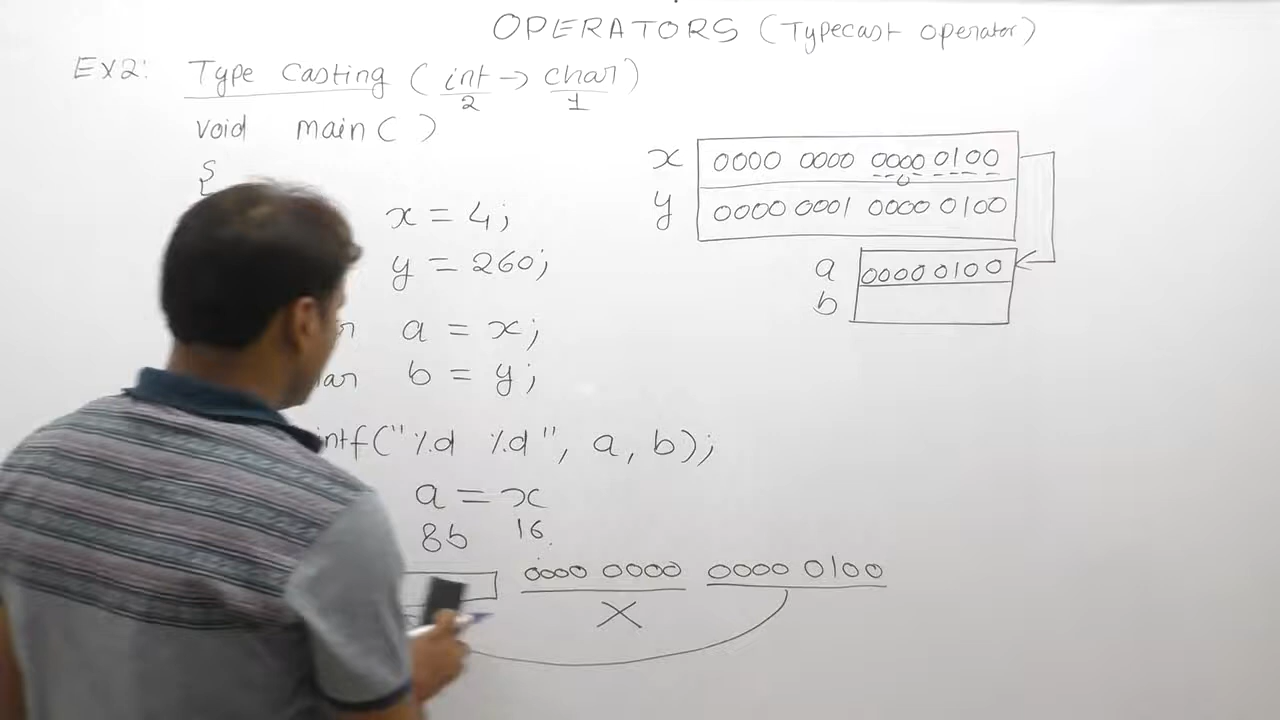 OPERATORS (Typecast operator)
Ex2: Type Casting ( int → char )
2 1
void main( )
{
x = 4;
y = 260;
a = x;
b = y;
ntf("%d %d", a, b);
a = x
8b 16
0000 0000 0000 0100
X
x 0000 0000 0000 0100
y 0000 0001 0000 0100
a 0000 0100
b